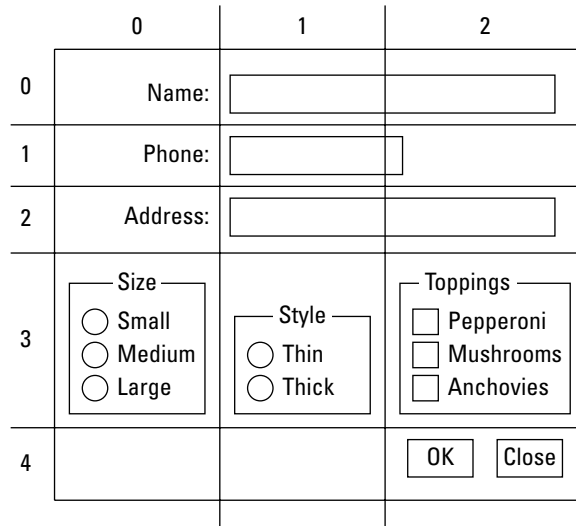 0 1 2
0 Name:
1 Phone:
2 Address:
Size Toppings
Small Style Pepperoni
3 Medium Thin Mushrooms
Large Thick Anchovies
4 OK Close